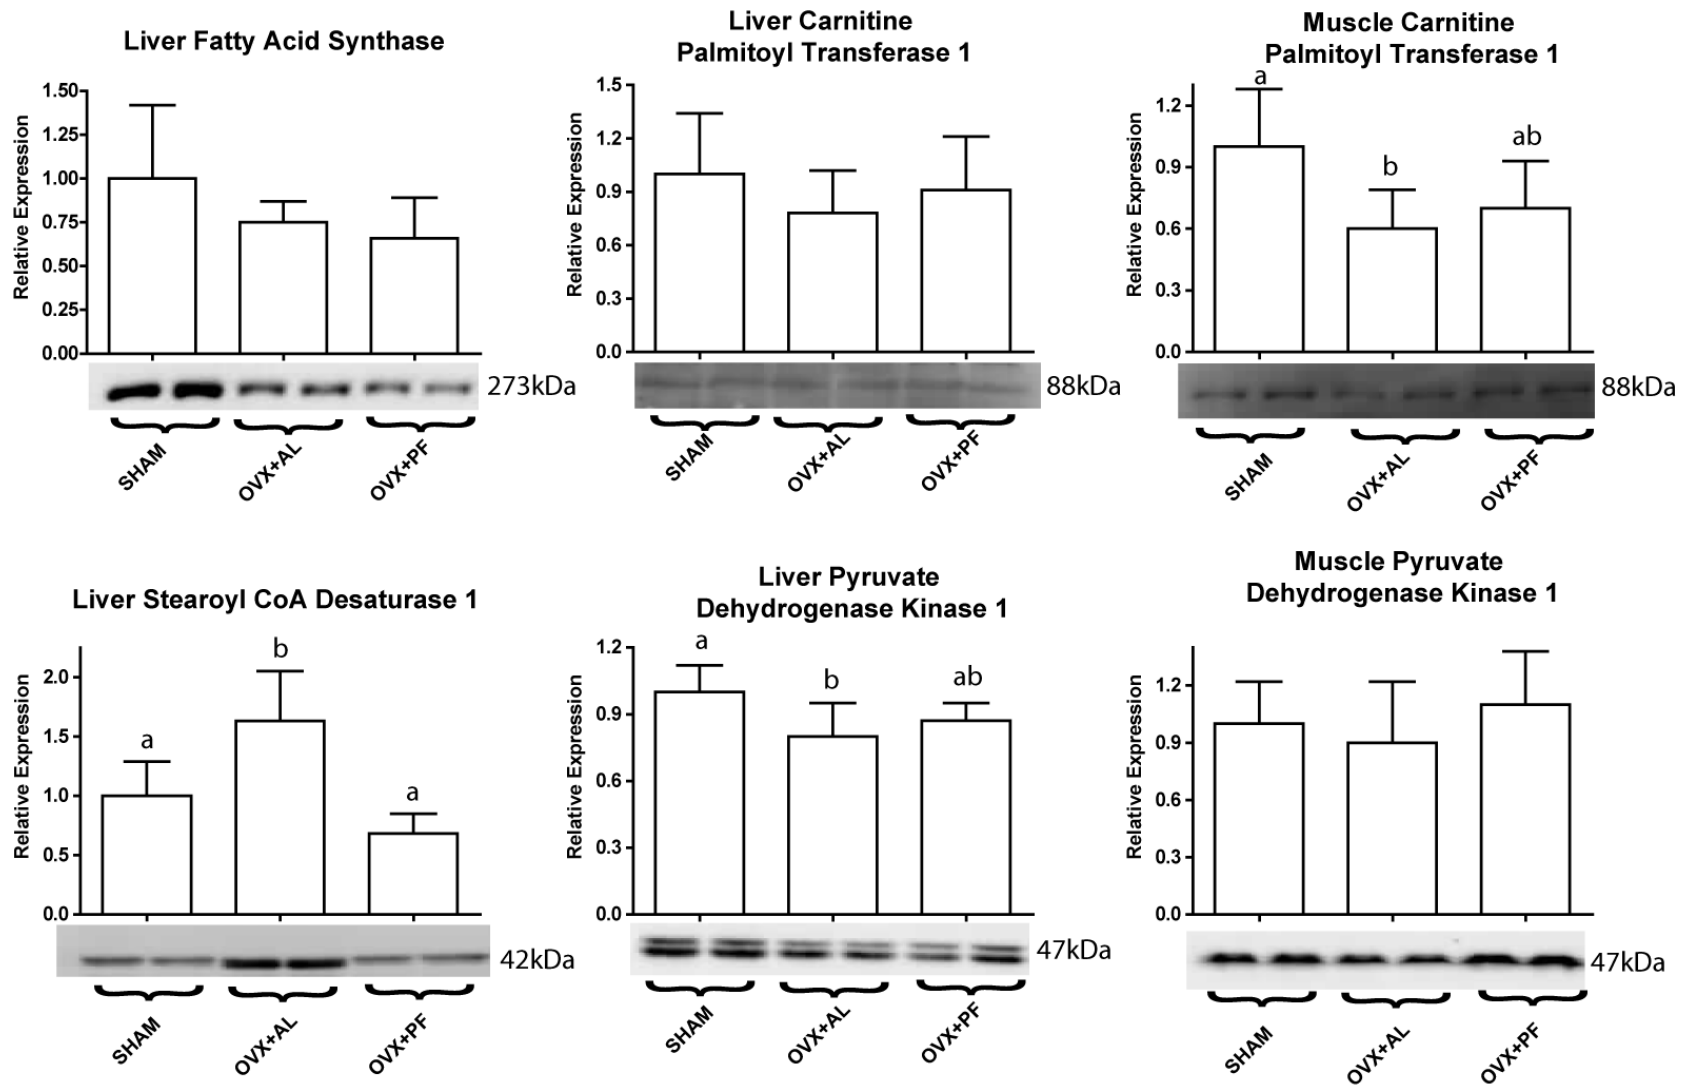 Liver Fatty Acid Synthase
Relative Expression
1.50
1.25
1.00
0.75
0.50
0.25
0.00
273kDa
SHAM
OVX+AL
OVX+PF
Liver Carnitine
Palmitoyl Transferase 1
Relative Expression
1.5
1.2
0.9
0.6
0.3
0.0
88kDa
SHAM
OVX+AL
OVX+PF
Muscle Carnitine
Palmitoyl Transferase 1
Relative Expression
1.2
0.9
0.6
0.3
0.0
a
b
ab
88kDa
SHAM
OVX+AL
OVX+PF
Liver Stearoyl CoA Desaturase 1
Relative Expression
2.0
1.5
1.0
0.5
0.0
a
b
a
42kDa
SHAM
OVX+AL
OVX+PF
Liver Pyruvate
Dehydrogenase Kinase 1
Relative Expression
1.2
0.9
0.6
0.3
0.0
a
b
ab
47kDa
SHAM
OVX+AL
OVX+PF
Muscle Pyruvate
Dehydrogenase Kinase 1
Relative Expression
1.2
0.9
0.6
0.3
0.0
47kDa
SHAM
OVX+AL
OVX+PF